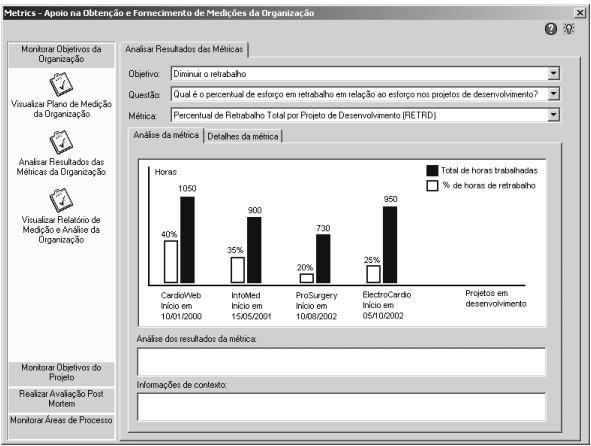 Metrics - Apoio na Obtenção e Fornecimento de Medições da Organização
Monitorar Objetivos da
Organização
Visualizar Plano de Medição
da Organização
Analisar Resultados das
Métricas da Organização
Visualizar Relatório de
Medição e Análise da
Organização
Monitorar Objetivos do
Projeto
Realizar Avaliação Post
Mortem
Monitorar Áreas de Processo
Analisar Resultados das Métricas
Objetivo: Diminuir o retrabalho
Questão: Qual é o percentual de esforço em retrabalho em relação ao esforço nos projetos de desenvolvimento?
Métrica: Percentual de Retrabalho Total por Projeto de Desenvolvimento (RETRD)
Análise da métrica Detalhes da métrica
Horas
Total de horas trabalhadas
% de horas de retrabalho
1050
900
730
950
40%
35%
20%
25%
CardioWeb
Início em
10/01/2000
InfoMed
Início em
15/05/2001
ProSurgery
Início em
10/08/2002
ElectroCardio
Início em
05/10/2002
Projetos em
desenvolvimento
Análise dos resultados da métrica:
Informações de contexto: